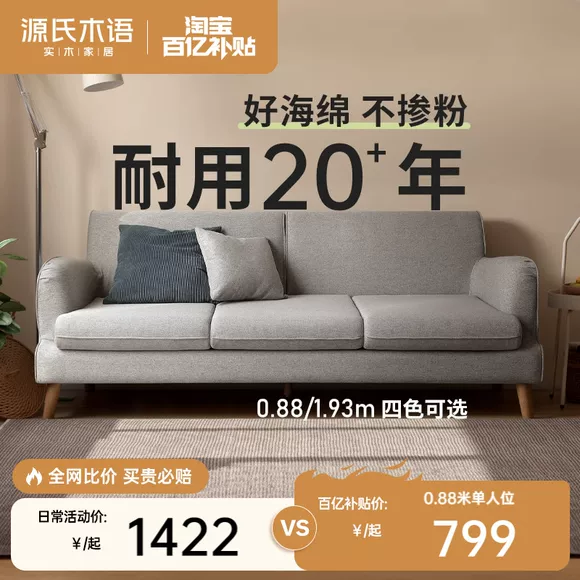 源氏木语
实|木|家|居
淘宝
百亿补贴
好海绵 不掺粉
耐用20+年
0.88/1.93m 四色可选
全网比价 买贵必赔
日常活动价:
¥/起
1422
VS
百亿补贴价:
¥/起
0.88米单人位
799